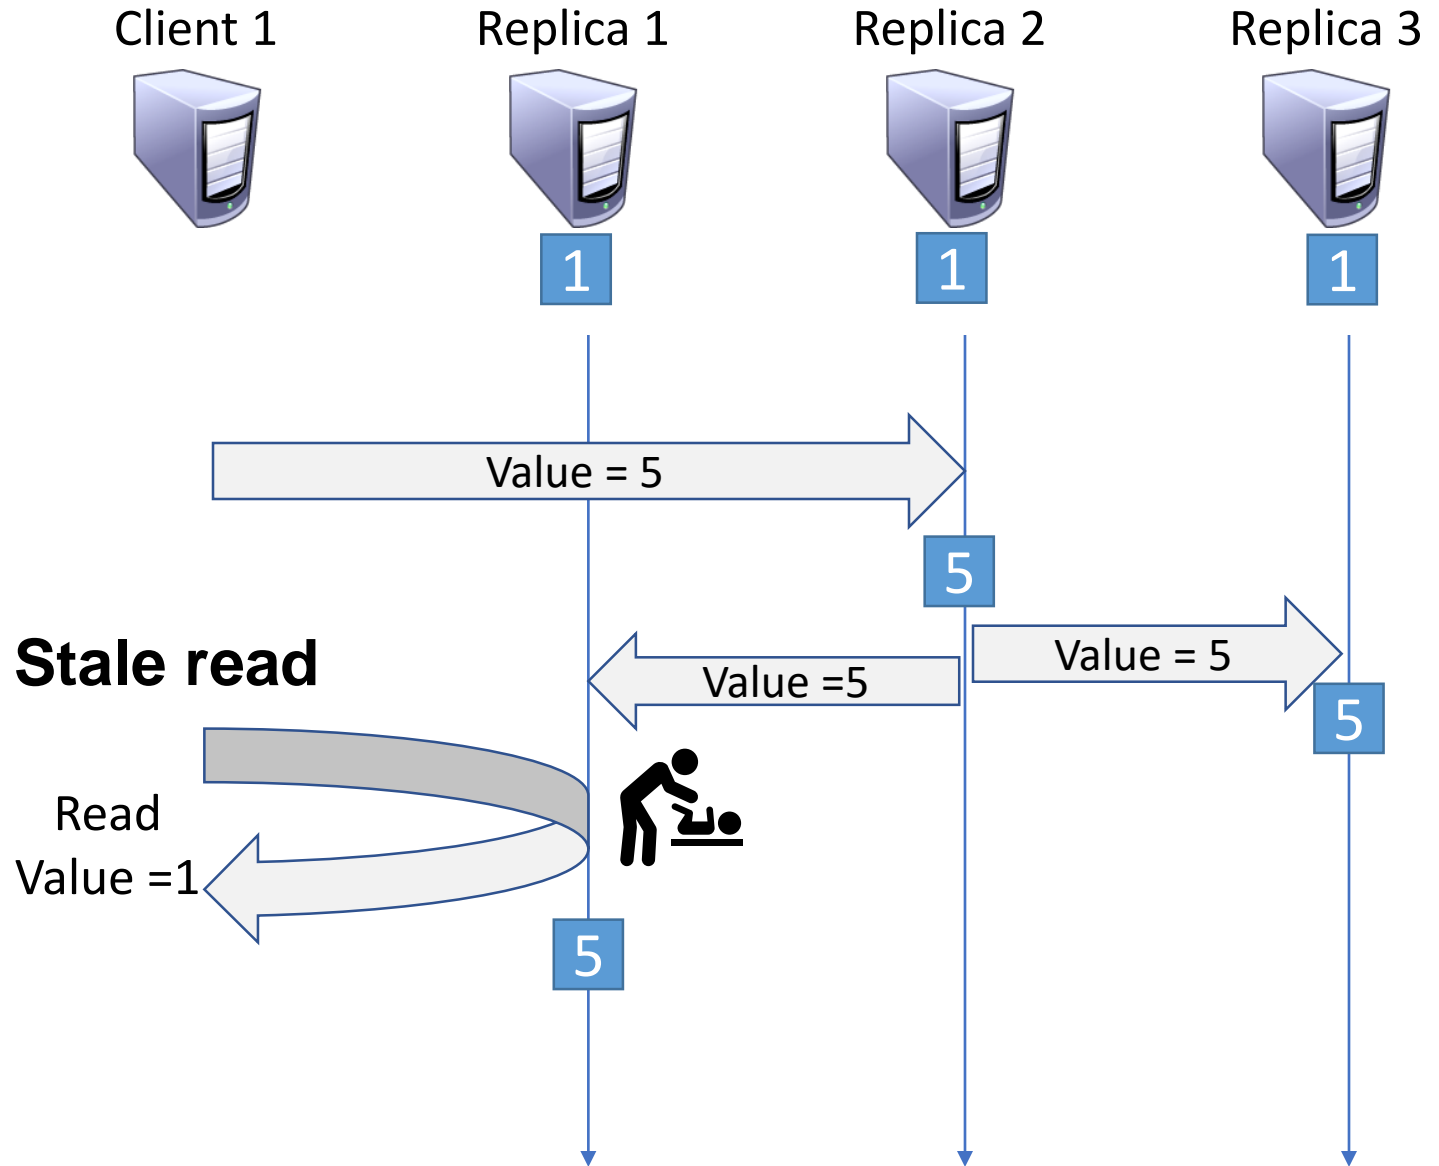 Client 1
Replica 1
Replica 2
Replica 3
1
1
1
Value = 5
5
Value = 5
Stale read
Value =5
5
Read
Value =1
5